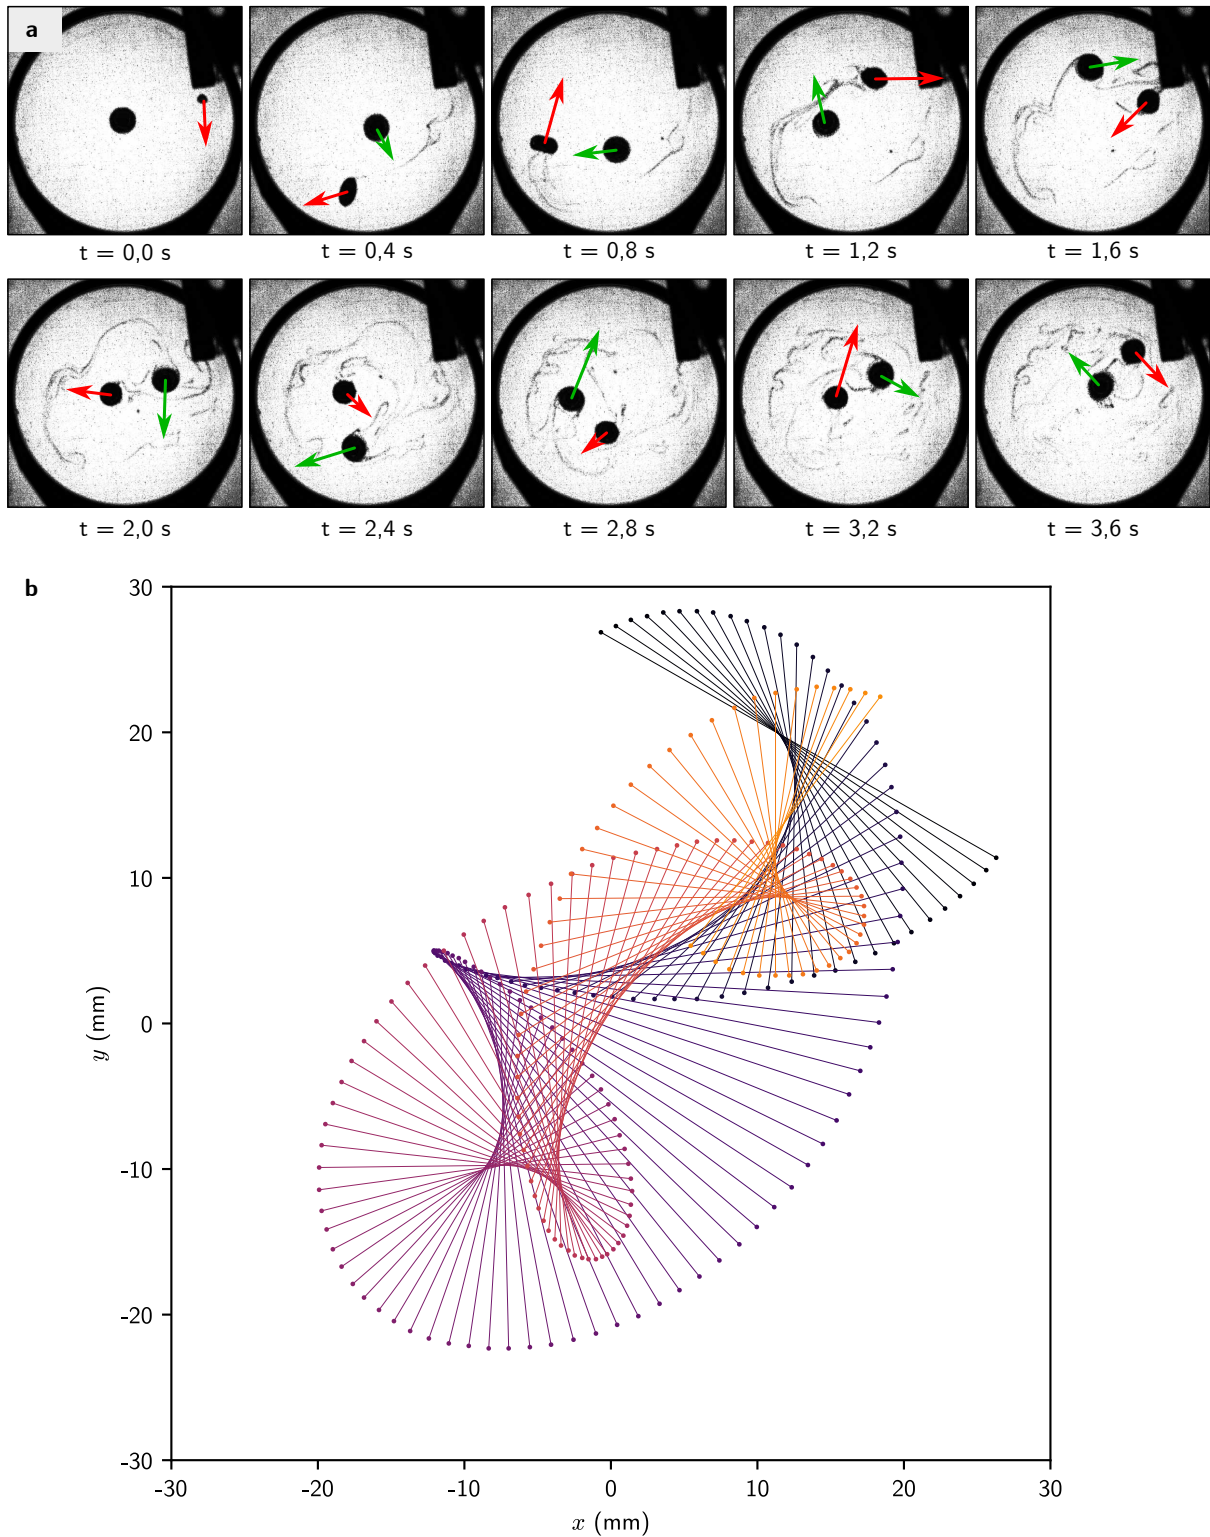 a
t = 0,0 s
t = 0,4 s
t = 0,8 s
t = 1,2 s
t = 1,6 s
t = 2,0 s
t = 2,4 s
t = 2,8 s
t = 3,2 s
t = 3,6 s
b
30
20
10
0
-10
-20
-30
y (mm)
-30
-20
-10
0
10
20
30
x (mm)